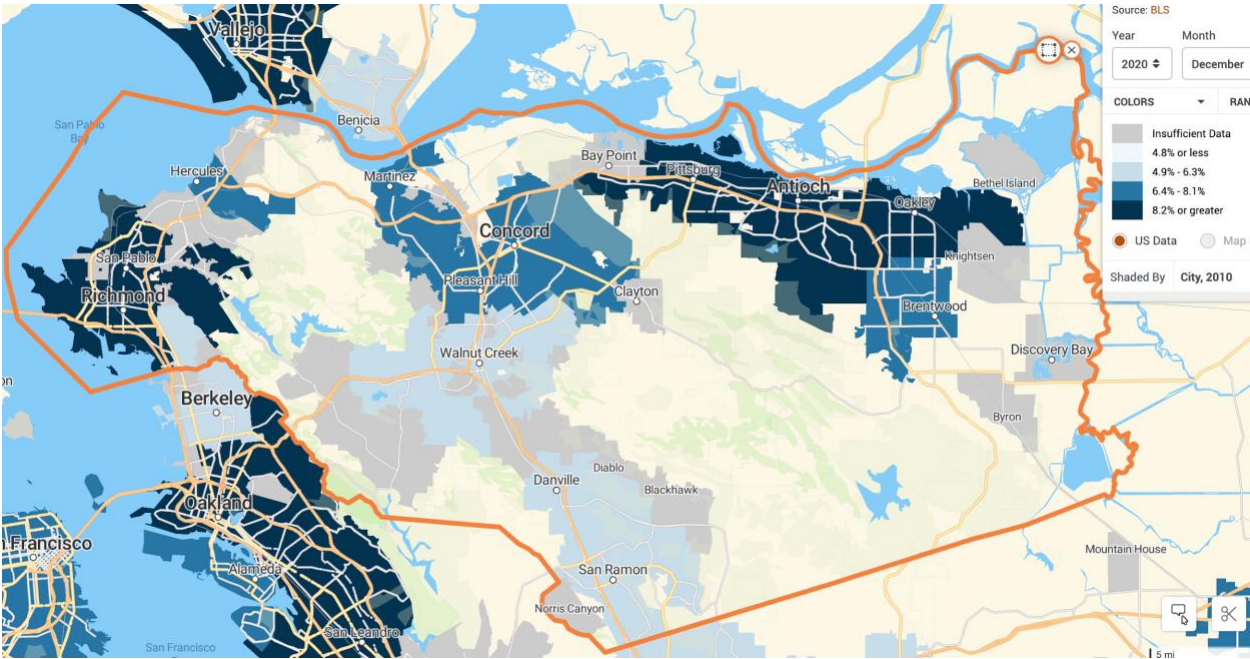 Source: BLS
Year Month
2020 December
COLORS RAN
Insufficient Data
4.8% or less
4.9% - 6.3%
6.4% - 8.1%
8.2% or greater
US Data Map
Shaded By City, 2010
Vallejo
San Pablo
Bay
Benicia
Hercules
Martinez
Bay Point
Pittsburg
Antioch
Bethel Island
Oakley
Concord
San Pablo
Knightsen
Richmond
Pleasant Hill
Clayton
Brentwood
Walnut Creek
Discovery Bay
on
Berkeley
Byron
Diablo
Danville
Blackhawk
Oakland
n Francisco
Mountain House
Alameda
San Ramon
Norris Canyon
San Leandro
San Francisco
5 mi